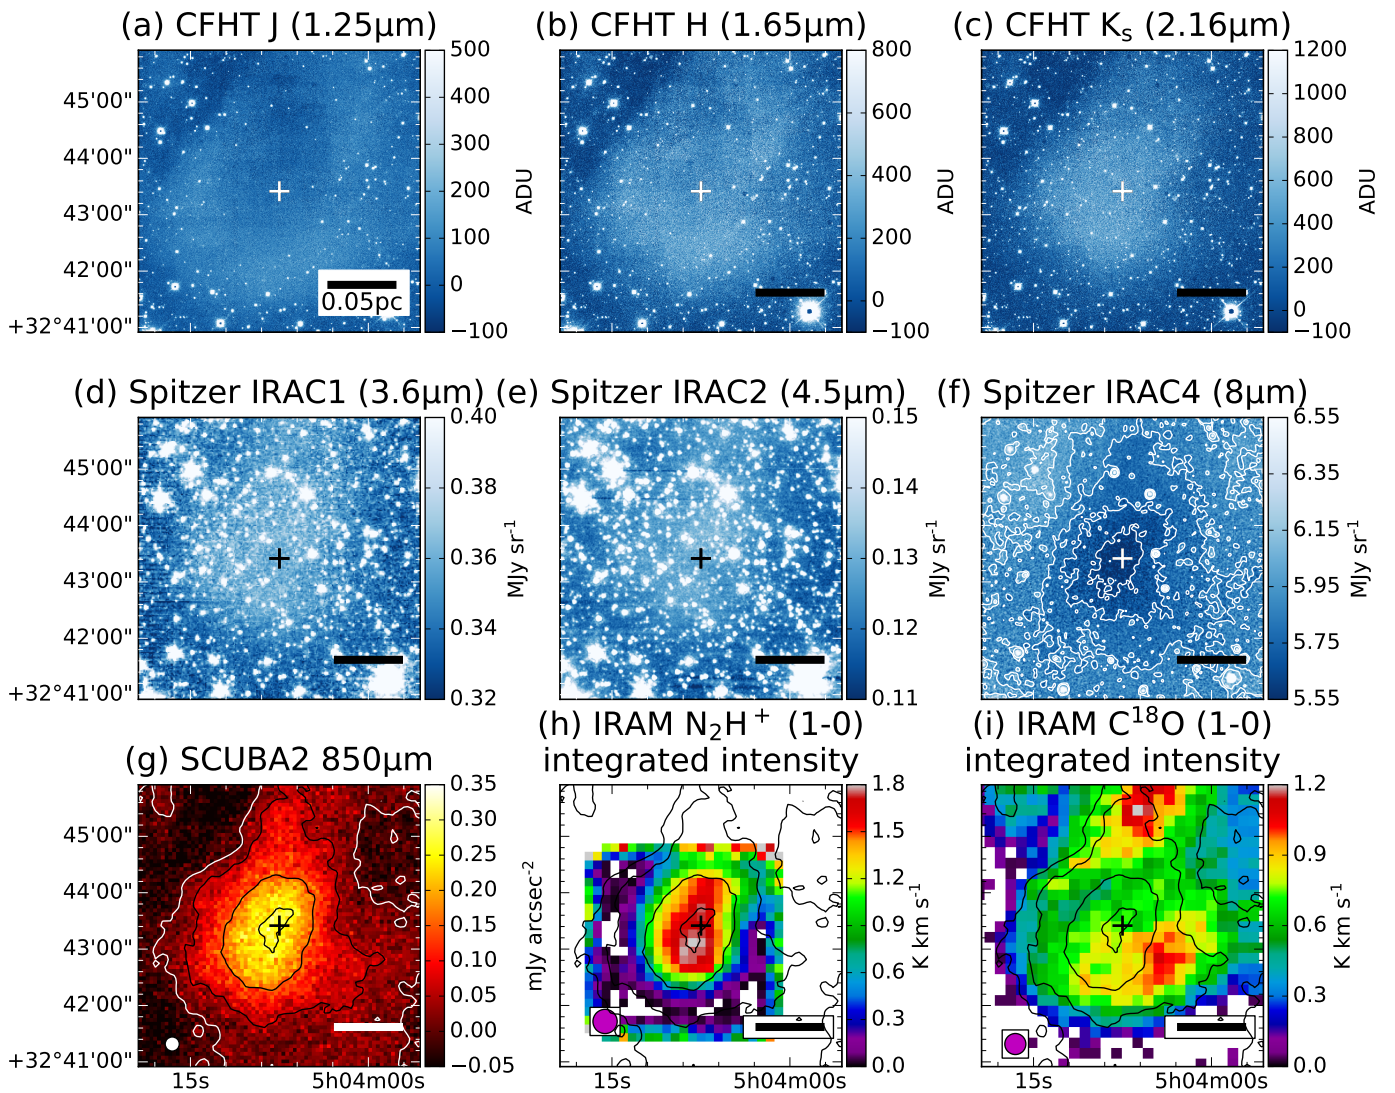 (a) CFHT J (1.25μm)
(b) CFHT H (1.65μm)
(c) CFHT Kₛ (2.16μm)
45'00"
44'00"
43'00"
42'00"
+32°41'00"
0.05pc
500
400
300
200
100
0
−100
ADU
800
600
400
200
0
−100
ADU
1200
1000
800
600
400
200
0
−100
ADU
(d) Spitzer IRAC1 (3.6μm)
(e) Spitzer IRAC2 (4.5μm)
(f) Spitzer IRAC4 (8μm)
45'00"
44'00"
43'00"
42'00"
+32°41'00"
0.40
0.38
0.36
0.34
0.32
MJy sr⁻¹
0.15
0.14
0.13
0.12
0.11
MJy sr⁻¹
6.55
6.35
6.15
5.95
5.75
5.55
MJy sr⁻¹
(g) SCUBA2 850μm
(h) IRAM N₂H⁺ (1-0)
integrated intensity
(i) IRAM C¹⁸O (1-0)
integrated intensity
45'00"
44'00"
43'00"
42'00"
+32°41'00"
15s
5h04m00s
0.35
0.30
0.25
0.20
0.15
0.10
0.05
0.00
−0.05
mJy arcsec⁻²
15s
5h04m00s
1.8
1.5
1.2
0.9
0.6
0.3
0.0
K km s⁻¹
15s
5h04m00s
1.2
0.9
0.6
0.3
0.0
K km s⁻¹